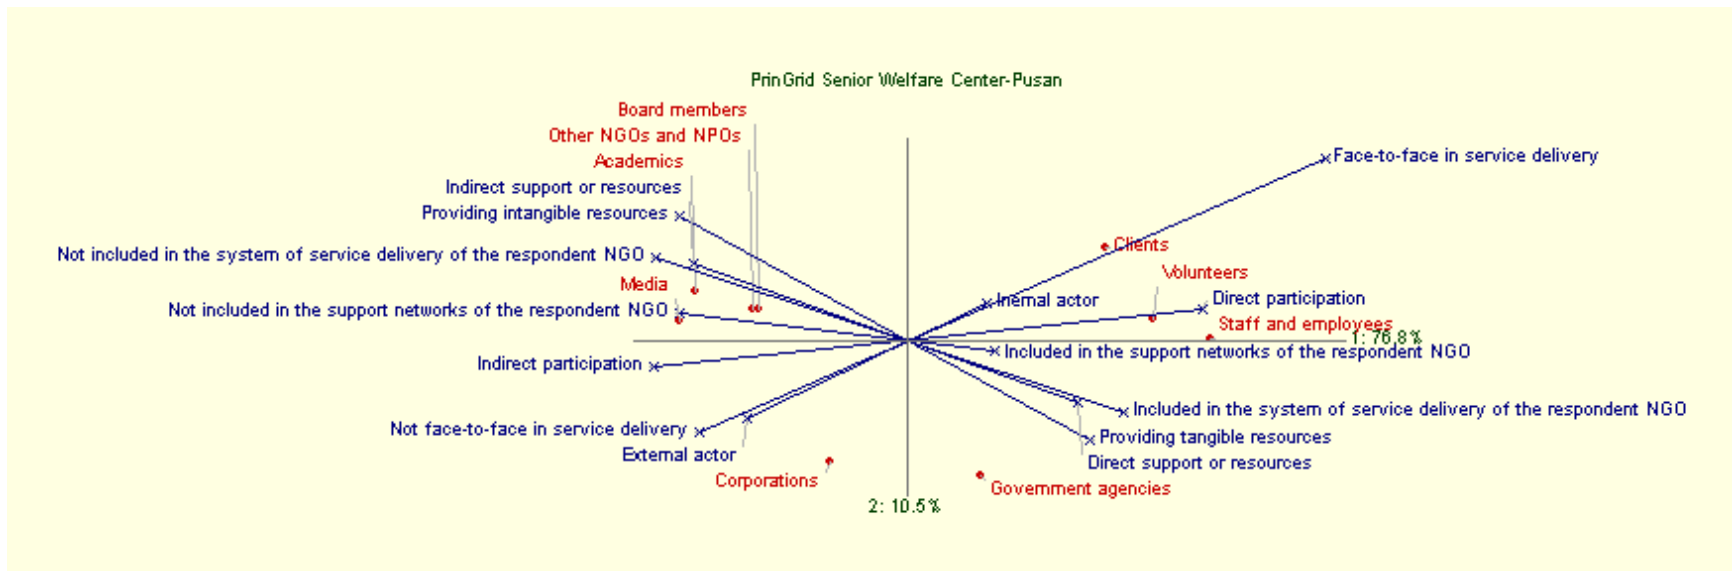 PrinGrid Senior Welfare Center-Pusan
Board members
Other NGOs and NPOs
Academics
Face-to-face in service delivery
Indirect support or resources
Providing intangible resources
Clients
Not included in the system of service delivery of the respondent NGO
Volunteers
Media
Inernal actor
Direct participation
Not included in the support networks of the respondent NGO
Staff and employees
1: 76.8%
Included in the support networks of the respondent NGO
Indirect participation
Included in the system of service delivery of the respondent NGO
Not face-to-face in service delivery
Providing tangible resources
External actor
Direct support or resources
Corporations
Government agencies
2: 10.5%